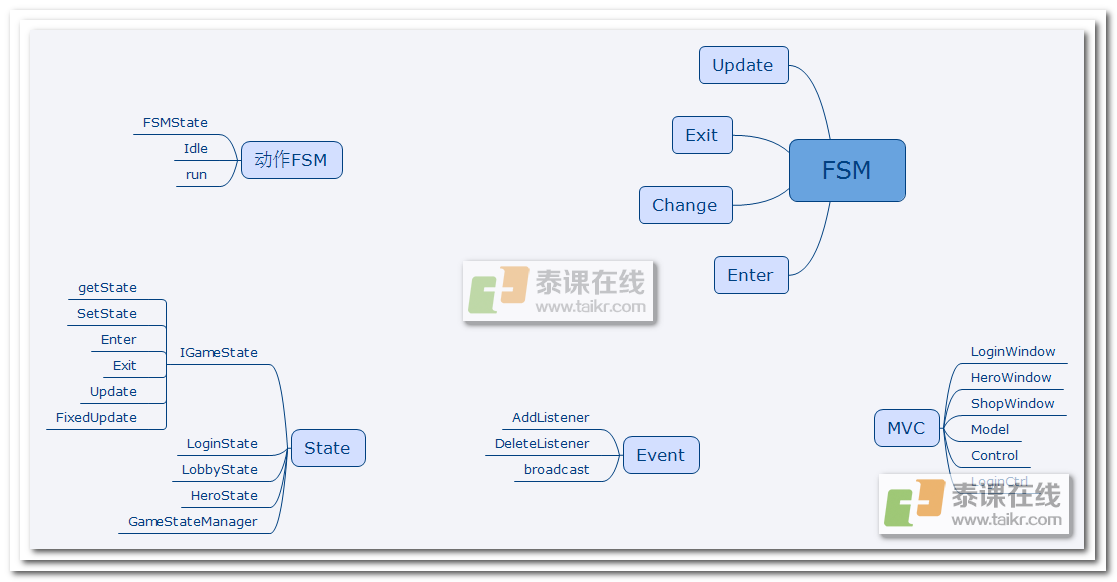 Update
Exit
FSM
Change
Enter
FSMState
Idle
run
动作FSM
泰课在线
www.taikr.com
getState
SetState
Enter
Exit
Update
FixedUpdate
IGameState
LoginState
LobbyState
HeroState
GameStateManager
State
AddListener
DeleteListener
broadcast
Event
LoginWindow
HeroWindow
ShopWindow
Model
Control
LoginCtrl
MVC
泰课在线
www.taikr.com